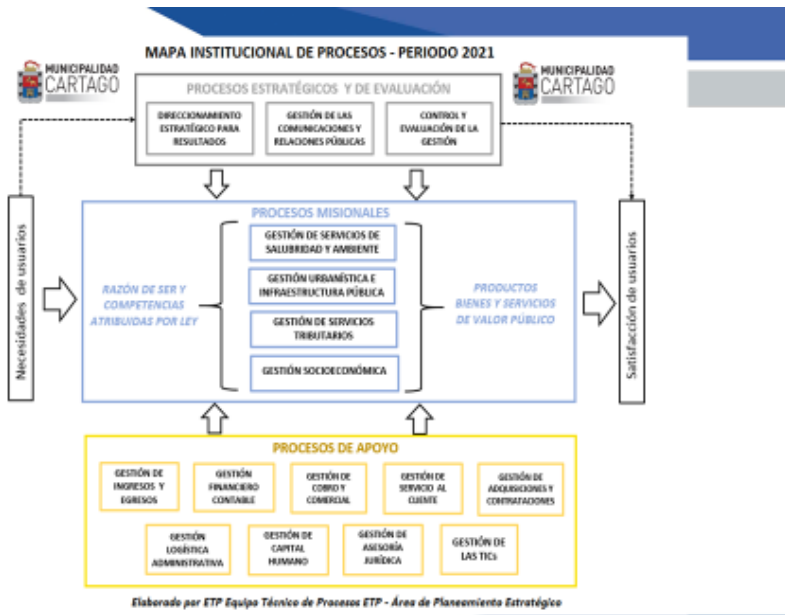 MAPA INSTITUCIONAL DE PROCESOS - PERIODO 2021
MUNICIPALIDAD
CARTAGO
MUNICIPALIDAD
CARTAGO
PROCESOS ESTRATÉGICOS Y DE EVALUACIÓN
DIRECCIONAMIENTO
ESTRATÉGICO PARA
RESULTADOS
GESTIÓN DE LAS
COMUNICACIONES Y
RELACIONES PÚBLICAS
CONTROL Y
EVALUACIÓN DE LA
GESTIÓN
Necesidades de usuarios
PROCESOS MISIONALES
RAZÓN DE SER Y
COMPETENCIAS
ATRIBUIDAS POR LEY
GESTIÓN DE SERVICIOS DE
SALUBRIDAD Y AMBIENTE
GESTIÓN URBANÍSTICA E
INFRAESTRUCTURA PÚBLICA
GESTIÓN DE SERVICIOS
TRIBUTARIOS
GESTIÓN SOCIOECONÓMICA
PRODUCTOS
BIENES Y SERVICIOS
DE VALOR PÚBLICO
Satisfacción de usuarios
PROCESOS DE APOYO
GESTIÓN DE
INGRESOS Y
EGRESOS
GESTIÓN
FINANCIERO
CONTABLE
GESTIÓN DE
COBRO Y
COMERCIAL
GESTIÓN DE
SERVICIO AL
CLIENTE
GESTIÓN DE
ADQUISICIONES Y
CONTRATACIONES
GESTIÓN
LOGÍSTICA
ADMINISTRATIVA
GESTIÓN DE
CAPITAL
HUMANO
GESTIÓN DE
ASESORÍA
JURÍDICA
GESTIÓN DE
LAS TICs
Elaborado por ETP Equipo Técnico de Procesos ETP - Área de Planeamiento Estratégico